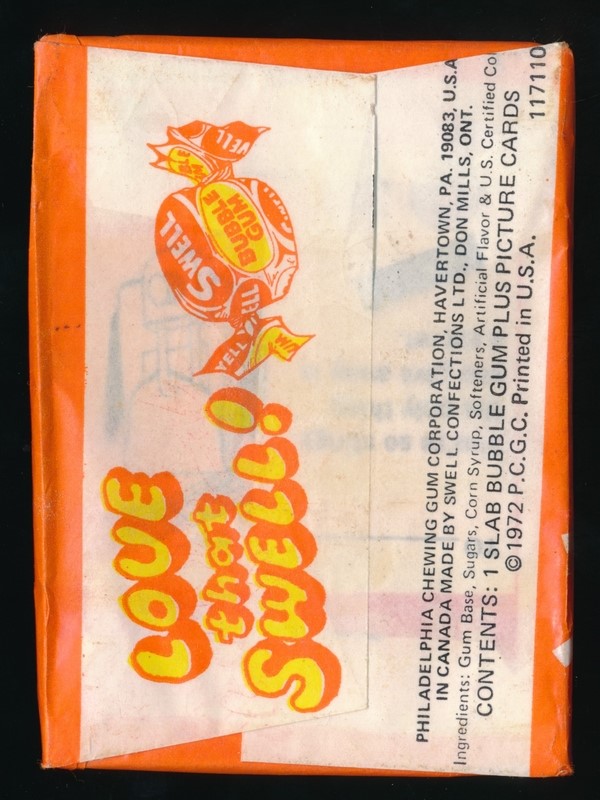 LOVE
that
SWELL!
SWELL
BUBBLE
GUM
PHILADELPHIA CHEWING GUM CORPORATION, HAVERTOWN, PA. 19083, U.S.A
IN CANADA MADE BY SWELL CONFECTIONS LTD., DON MILLS, ONT.
Ingredients: Gum Base, Sugars, Corn Syrup, Softeners, Artificial Flavor & U.S. Certified Co
CONTENTS: 1 SLAB BUBBLE GUM PLUS PICTURE CARDS
©1972 P.C.G.C. Printed in U.S.A.
117110